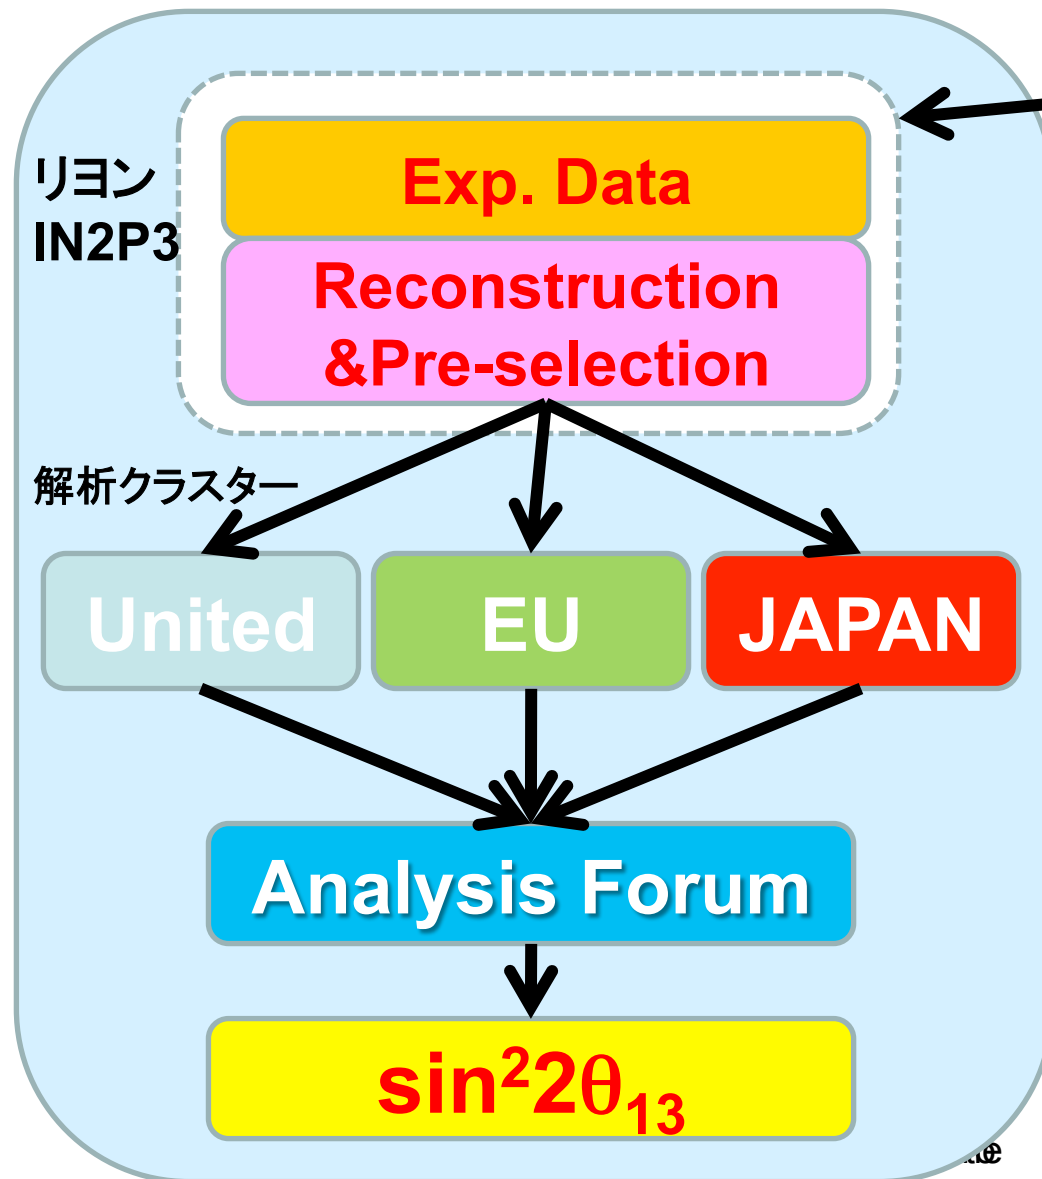 リヨン
IN2P3
Exp. Data
Reconstruction
&Pre-selection
解析クラスター
United
EU
JAPAN
Analysis Forum
sin²2θ₁₃